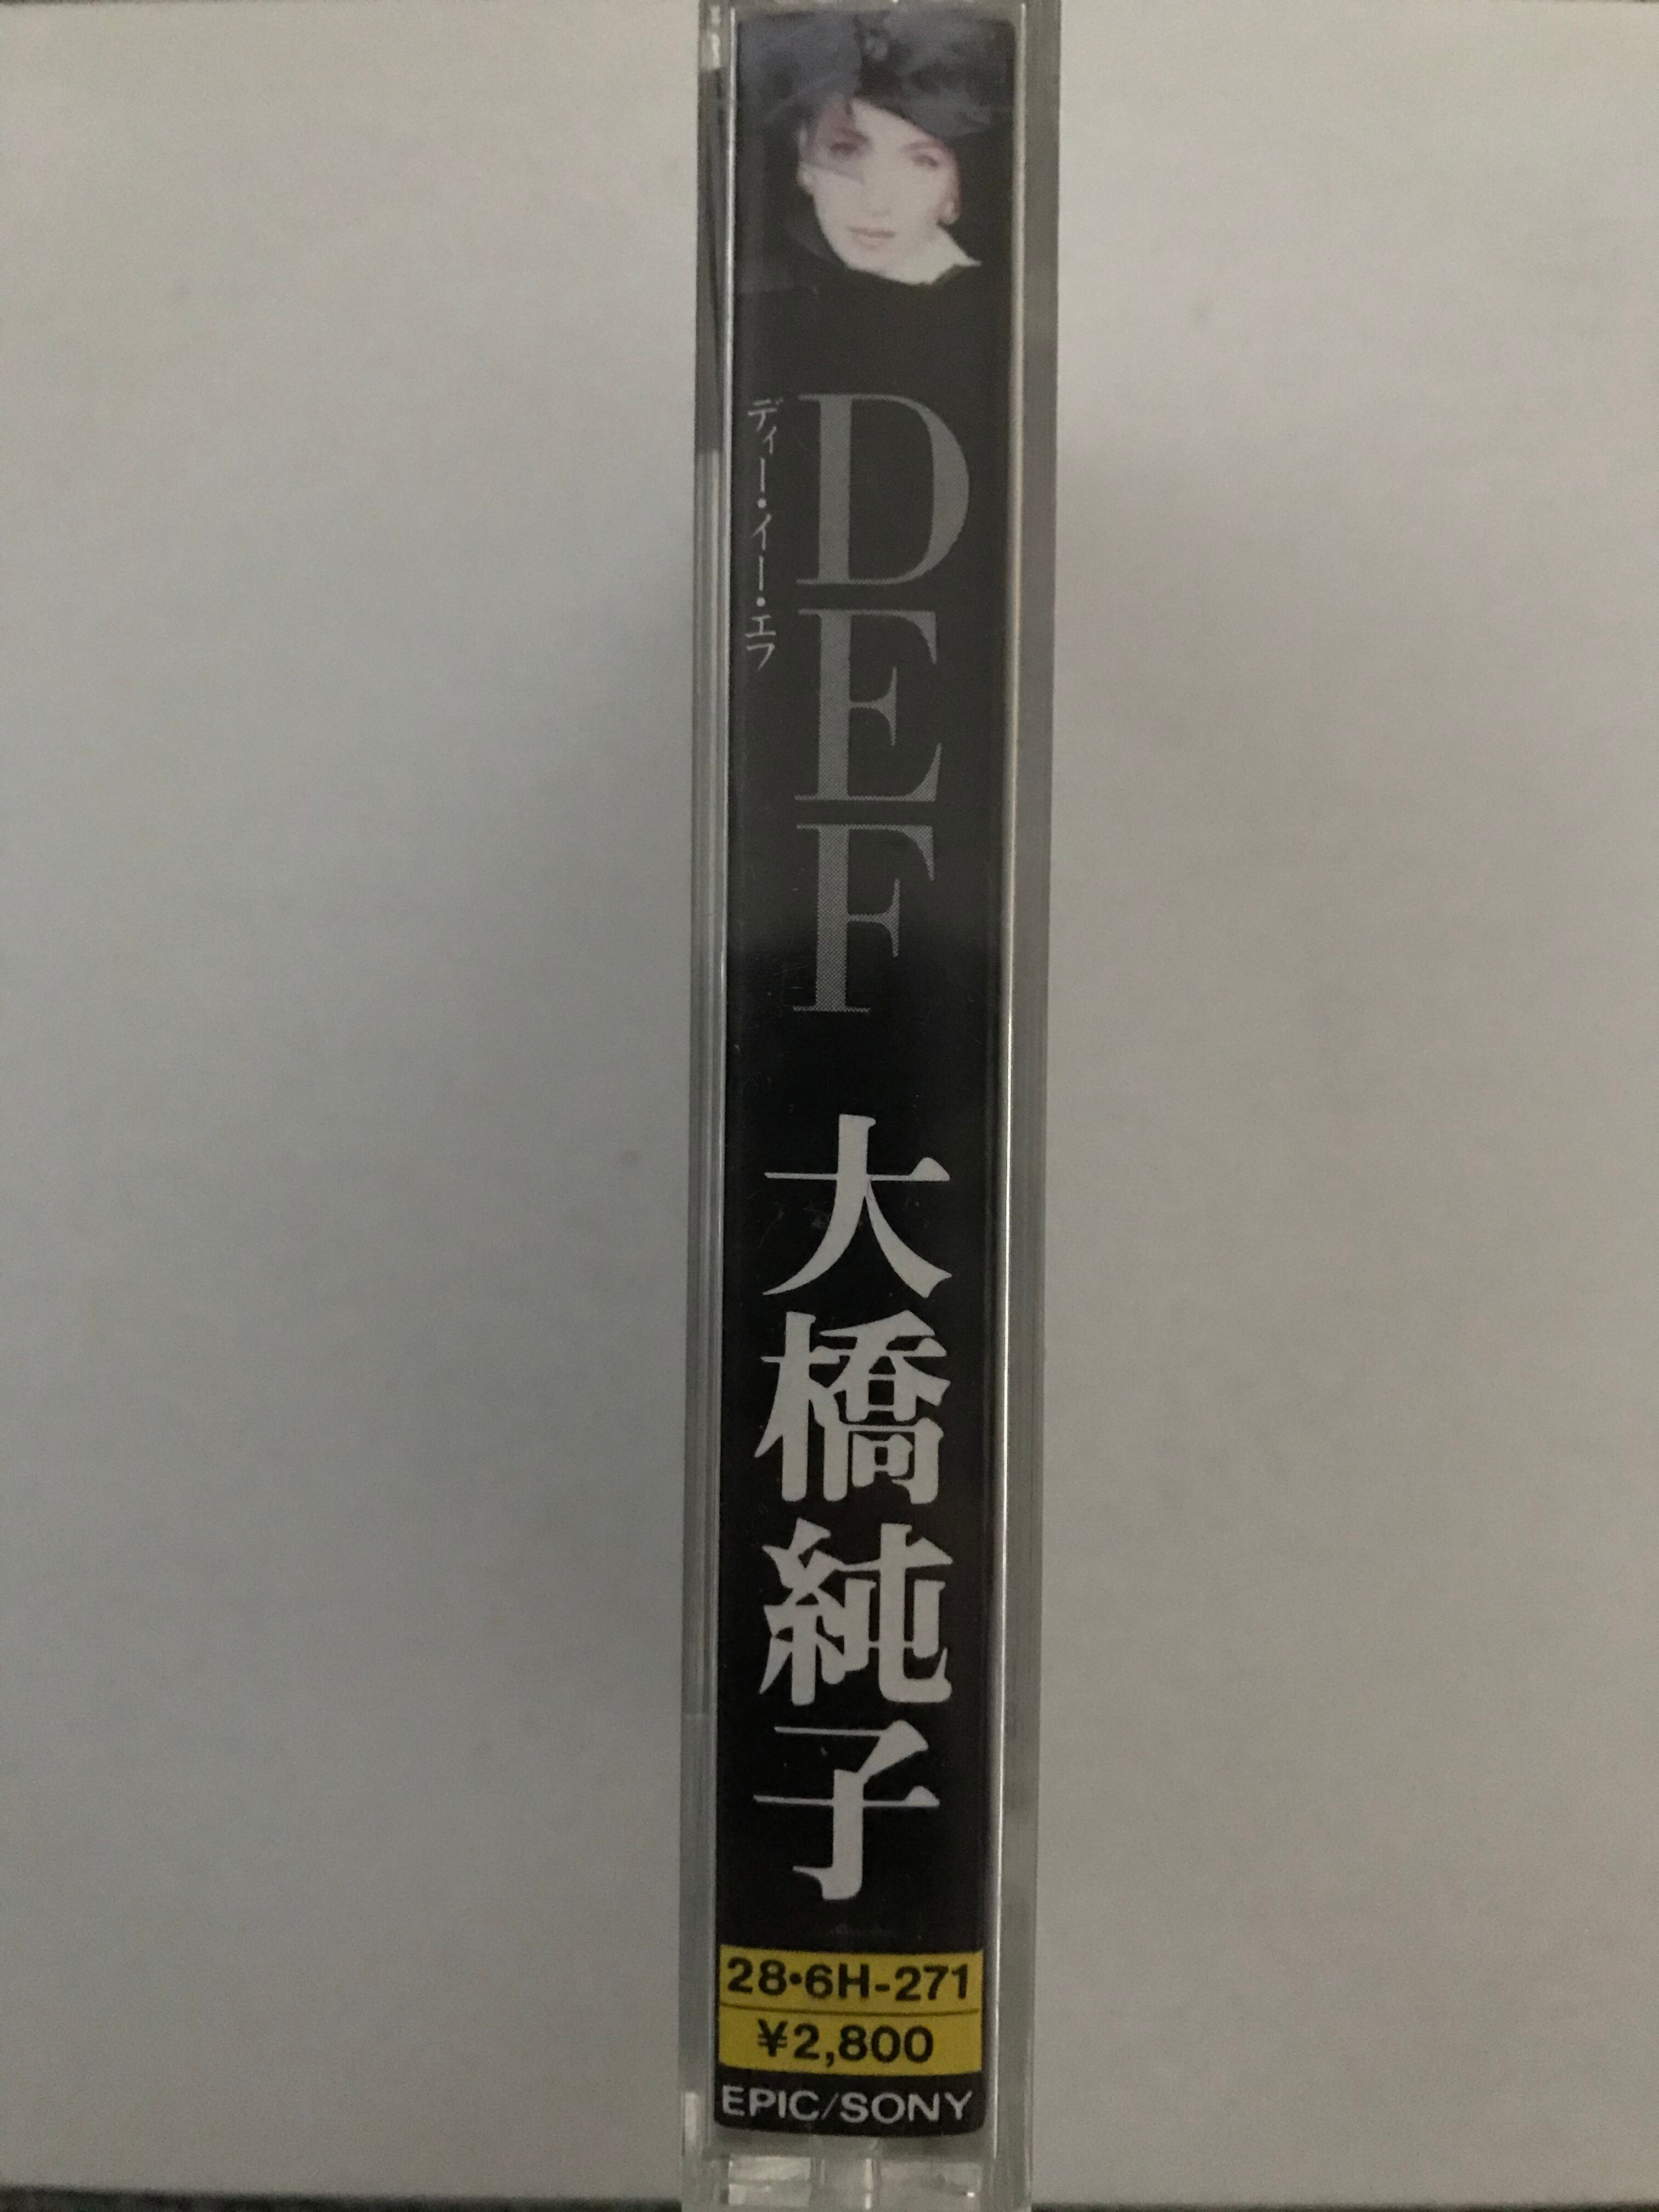 DEF
ディー・イー・エフ
大橋純子
28・6H-271
¥2,800
EPIC/SONY